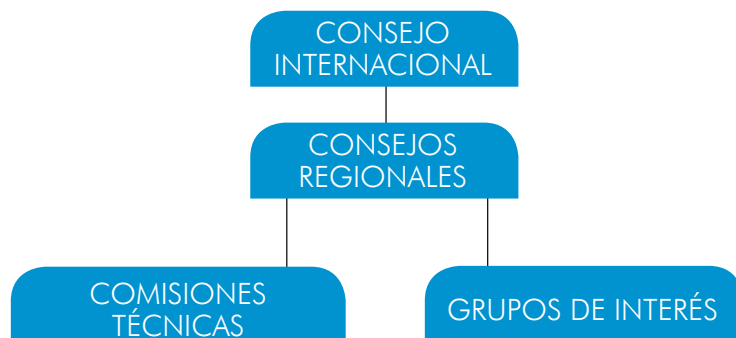 CONSEJO
INTERNACIONAL
CONSEJOS
REGIONALES
COMISIONES
TÉCNICAS
GRUPOS DE INTERÉS